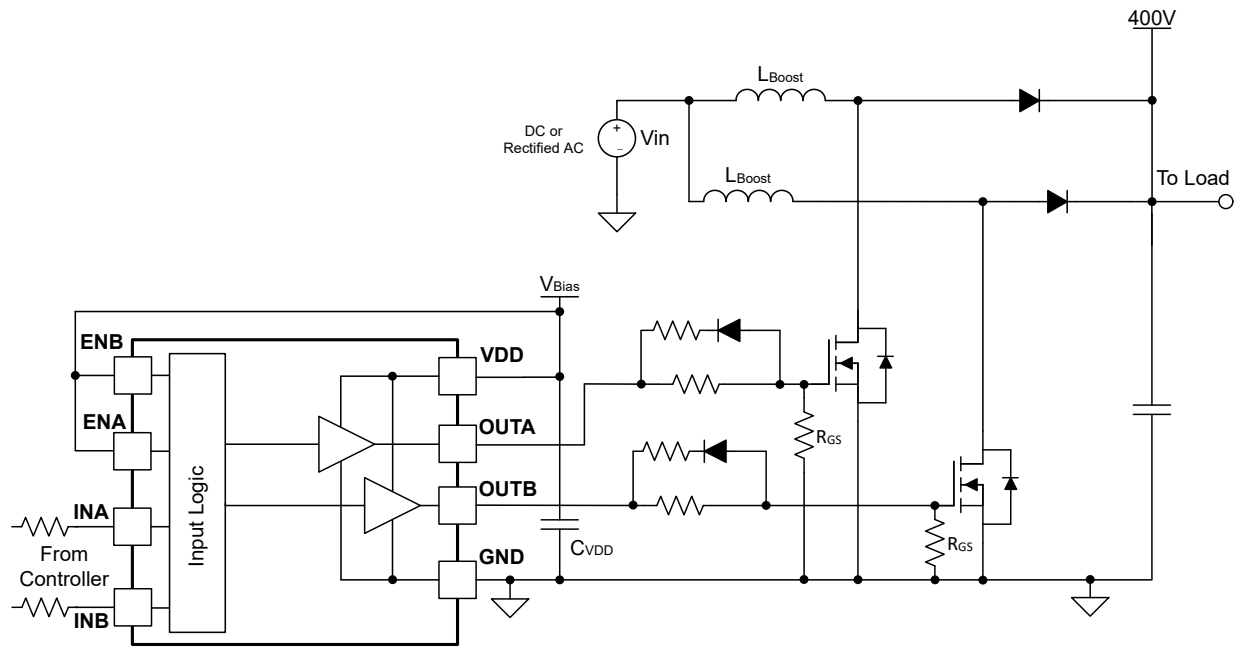 400V
LBoost
DC or
Rectified AC
+
–
Vin
LBoost
To Load
VBias
ENB
VDD
ENA
OUTA
RGS
Input Logic
INA
OUTB
From
Controller
CVDD
RGS
GND
INB